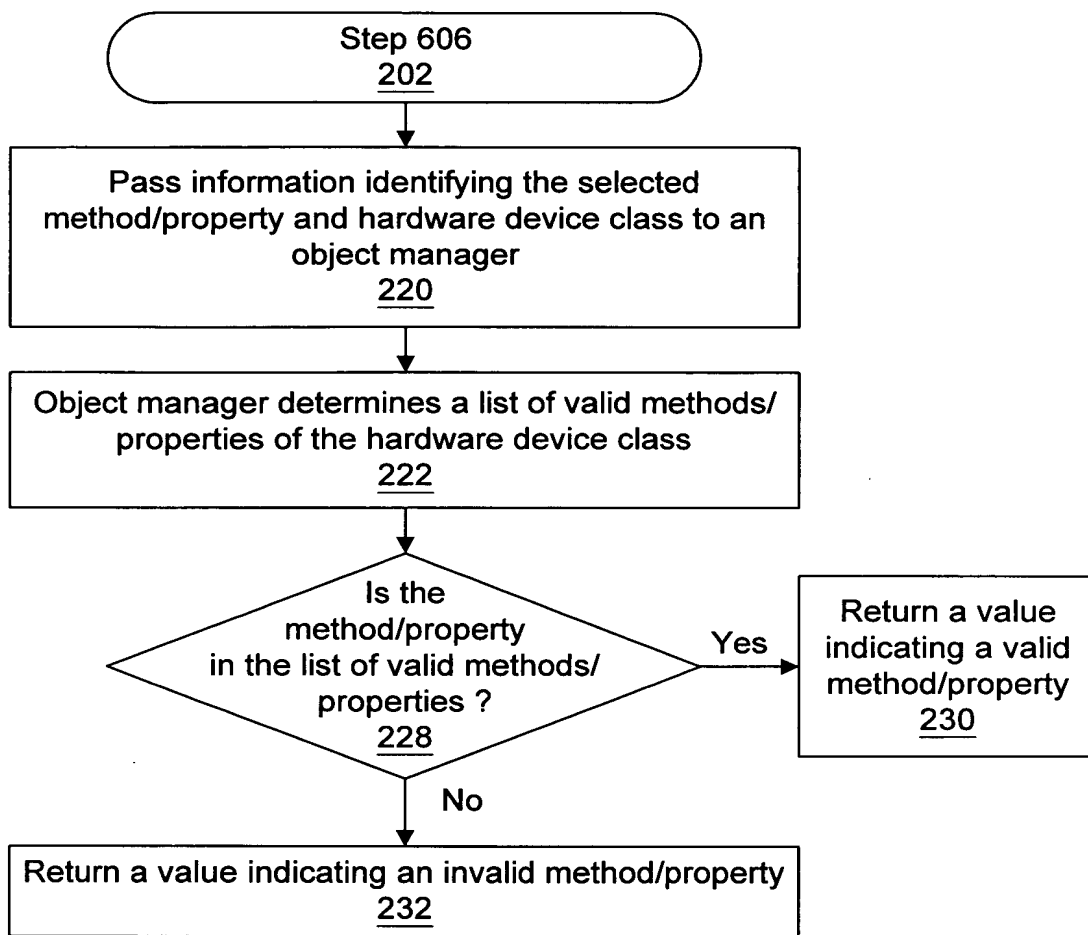 Step 606
202
Pass information identifying the selected
method/property and hardware device class to an
object manager
220
Object manager determines a list of valid methods/
properties of the hardware device class
222
Is the
method/property
in the list of valid methods/
properties ?
228
Yes
Return a value
indicating a valid
method/property
230
No
Return a value indicating an invalid method/property
232